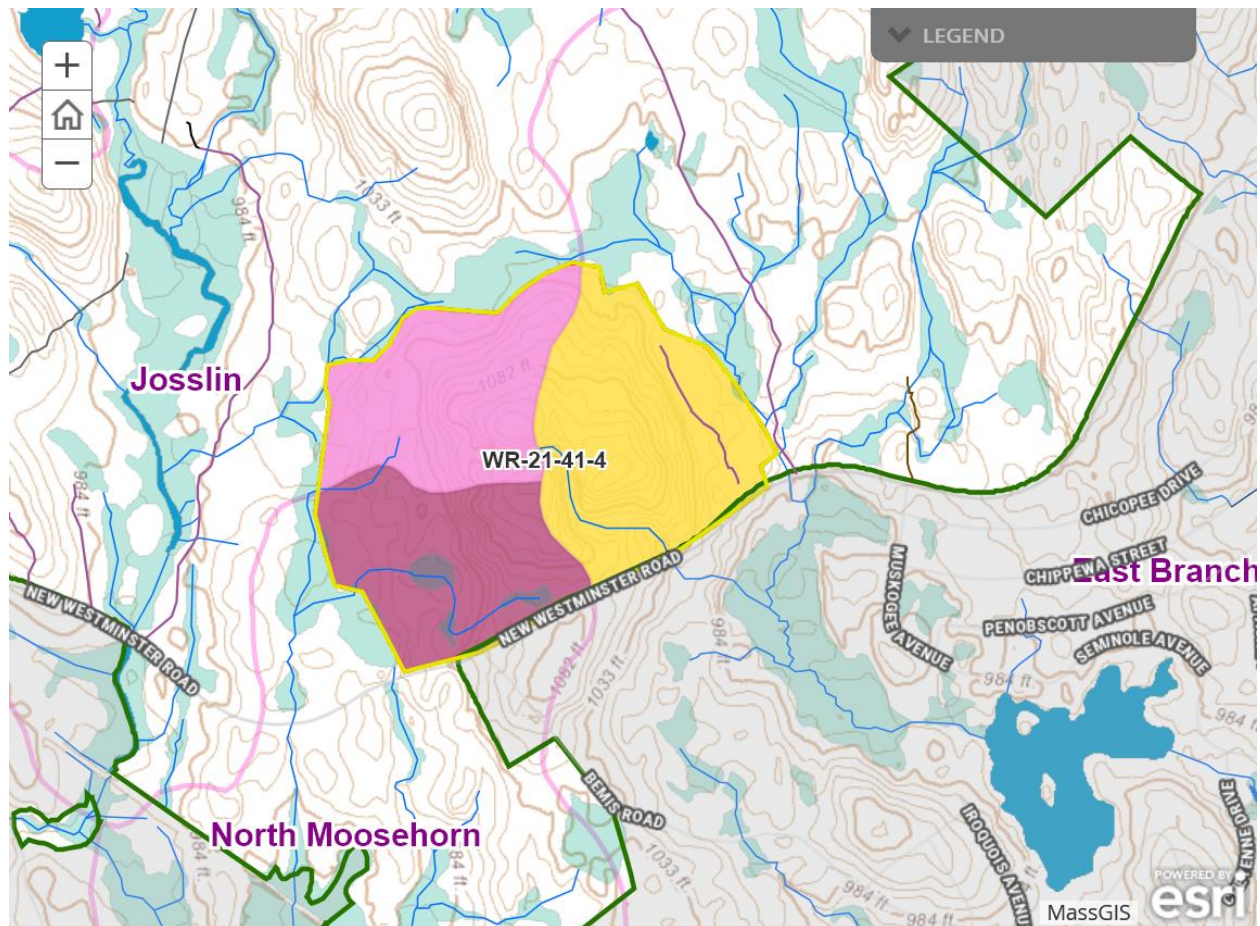 LEGEND
+
−
1033 ft.
984 ft.
Josslin
1082 ft.
WR-21-41-4
984 ft.
CHICOPEE DRIVE
CHIPPEWA STREET
East Branch
NEW WESTMINSTER ROAD
MUSKOGEE AVENUE
PENOBSCOTT AVENUE
SEMINOLE AVENUE
NEW WESTMINSTER ROAD
984 ft.
984 ft.
1082 ft.
1033 ft.
984 ft.
BEMIS ROAD
North Moosehorn
IROQUOIS AVENUE
1033 ft.
984 ft.
984 ft.
984 ft.
MassGIS
POWERED BY
esri